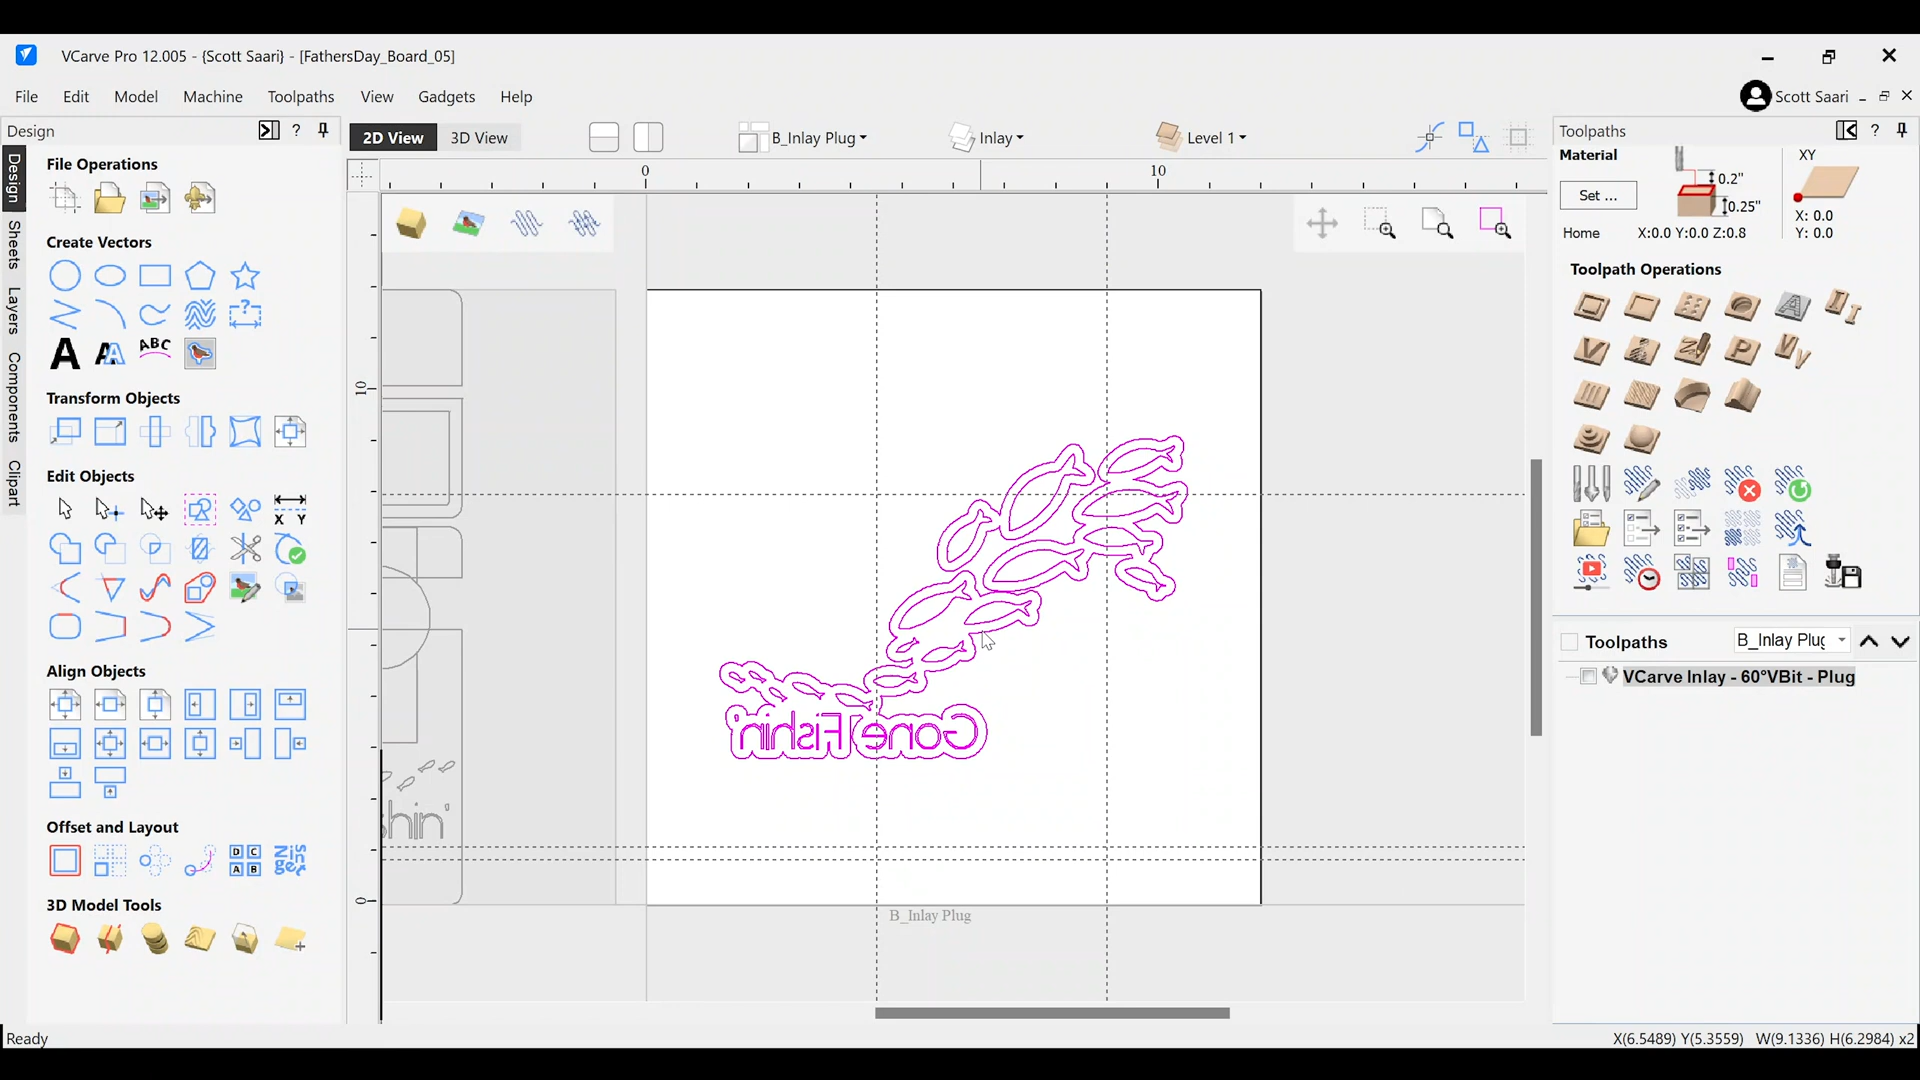 VCarve Pro 12.005 - {Scott Saari} - [FathersDay_Board_05]
File Edit Model Machine Toolpaths View Gadgets Help
Scott Saari
Design ?
2D View 3D View B_Inlay Plug Inlay Level 1
Toolpaths ?
Design
Sheets
Layers
Components
Clipart
File Operations
Create Vectors
ABC
Transform Objects
Edit Objects
X Y
Align Objects
Offset and Layout
3D Model Tools
0 10
10
0
Gone Fishin'
shin'
B_Inlay Plug
Material
Set ...
0.2"
0.25"
XY
X: 0.0
Y: 0.0
Home X:0.0 Y:0.0 Z:0.8
Toolpath Operations
Toolpaths B_Inlay Plug
VCarve Inlay - 60°VBit - Plug
Ready
X(6.5489) Y(5.3559) W(9.1336) H(6.2984) x2